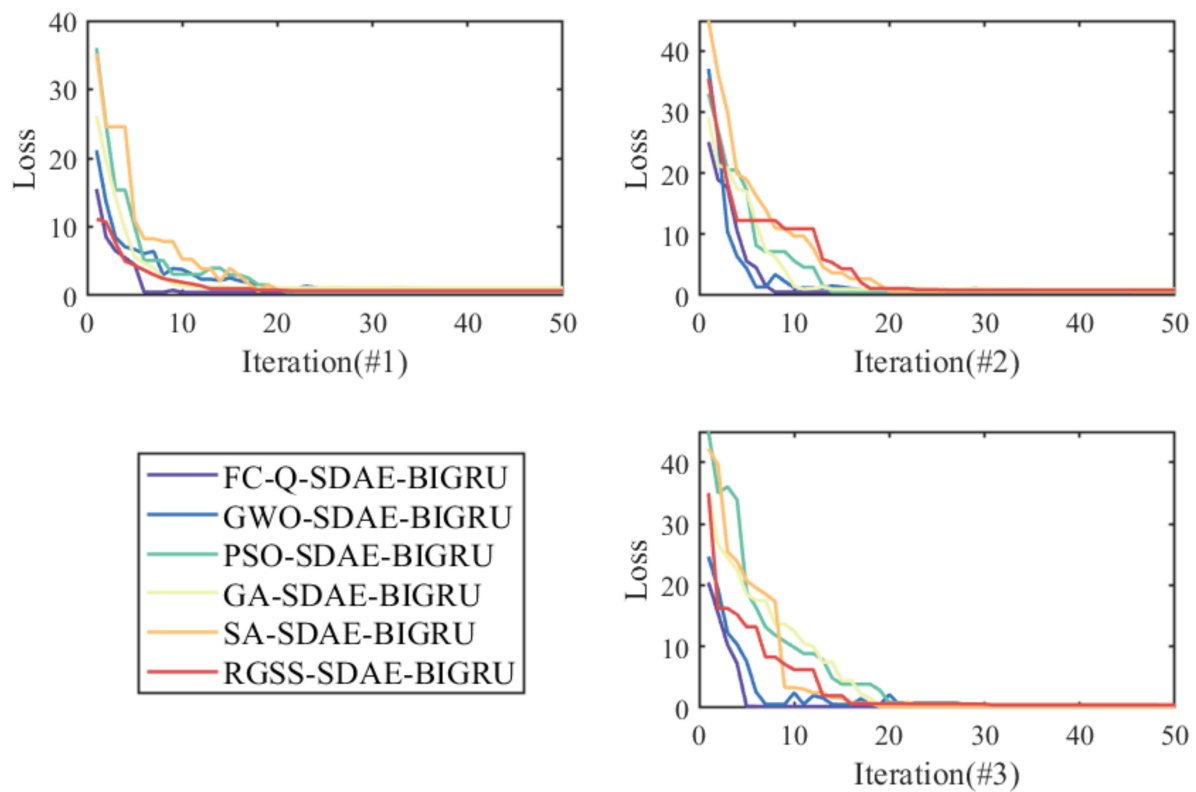 40
30
20
10
0
Loss
0 10 20 30 40 50
Iteration(#1)
40
30
20
10
0
Loss
0 10 20 30 40 50
Iteration(#2)
FC-Q-SDAE-BIGRU
GWO-SDAE-BIGRU
PSO-SDAE-BIGRU
GA-SDAE-BIGRU
SA-SDAE-BIGRU
RGSS-SDAE-BIGRU
40
30
20
10
0
Loss
0 10 20 30 40 50
Iteration(#3)